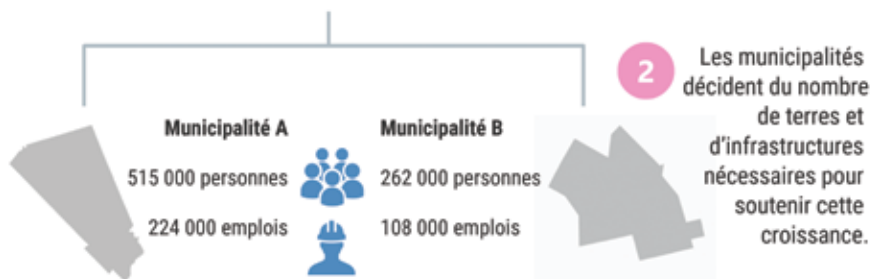 Municipalité A
515 000 personnes
224 000 emplois
Municipalité B
262 000 personnes
108 000 emplois
2
Les municipalités
décident du nombre
de terres et
d'infrastructures
nécessaires pour
soutenir cette
croissance.